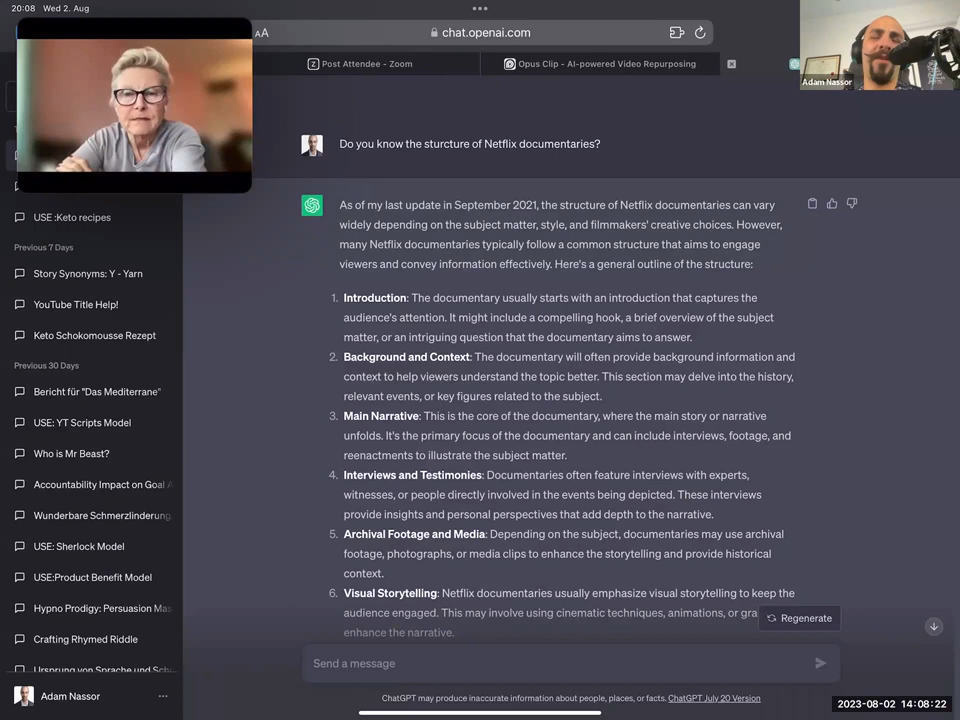 20:08 Wed 2. Aug
AA
chat.openai.com
Post Attendee - Zoom
Opus Clip - AI-powered Video Repurposing
Adam Nassor
Do you know the sturcture of Netflix documentaries?
As of my last update in September 2021, the structure of Netflix documentaries can vary
widely depending on the subject matter, style, and filmmakers' creative choices. However,
many Netflix documentaries typically follow a common structure that aims to engage
viewers and convey information effectively. Here's a general outline of the structure:
1. Introduction: The documentary usually starts with an introduction that captures the
audience's attention. It might include a compelling hook, a brief overview of the subject
matter, or an intriguing question that the documentary aims to answer.
2. Background and Context: The documentary will often provide background information and
context to help viewers understand the topic better. This section may delve into the history,
relevant events, or key figures related to the subject.
3. Main Narrative: This is the core of the documentary, where the main story or narrative
unfolds. It's the primary focus of the documentary and can include interviews, footage, and
reenactments to illustrate the subject matter.
4. Interviews and Testimonies: Documentaries often feature interviews with experts,
witnesses, or people directly involved in the events being depicted. These interviews
provide insights and personal perspectives that add depth to the narrative.
5. Archival Footage and Media: Depending on the subject, documentaries may use archival
footage, photographs, or media clips to enhance the storytelling and provide historical
context.
6. Visual Storytelling: Netflix documentaries usually emphasize visual storytelling to keep the
audience engaged. This may involve using cinematic techniques, animations, or gra
enhance the narrative.
Regenerate
Send a message
ChatGPT may produce inaccurate information about people, places, or facts. ChatGPT July 20 Version
USE :Keto recipes
Previous 7 Days
Story Synonyms: Y - Yarn
YouTube Title Help!
Keto Schokomousse Rezept
Previous 30 Days
Bericht für "Das Mediterrane"
USE: YT Scripts Model
Who is Mr Beast?
Accountability Impact on Goal A
Wunderbare Schmerzlinderung
USE: Sherlock Model
USE:Product Benefit Model
Hypno Prodigy: Persuasion Mas
Crafting Rhymed Riddle
Ursprung von Sprache und Sch
Adam Nassor
2023-08-02 14:08:22